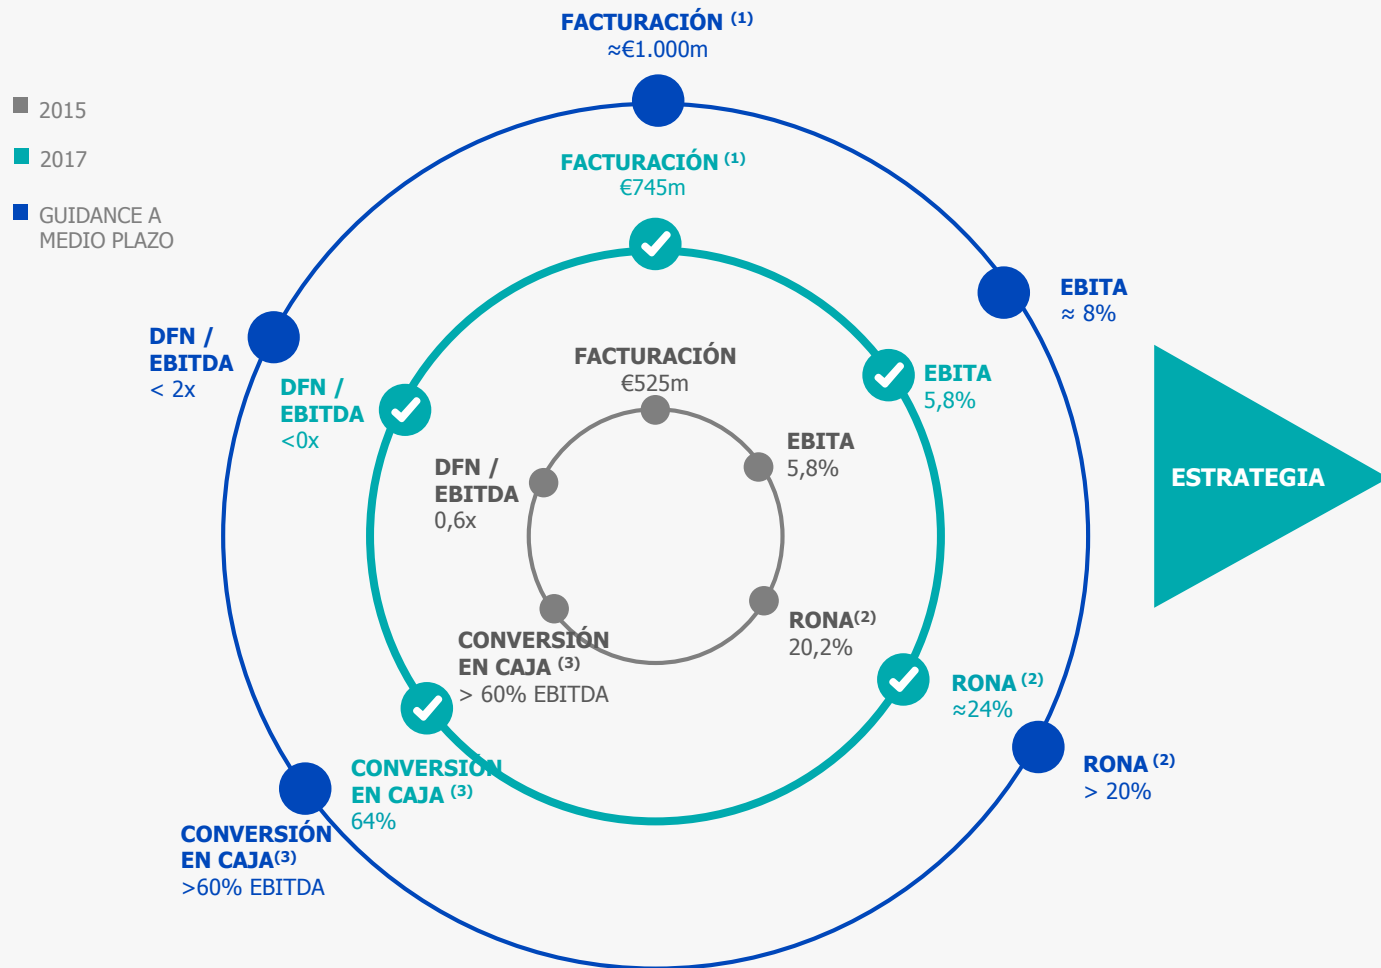 FACTURACIÓN (1)
≈€1.000m
2015
2017
GUIDANCE A
MEDIO PLAZO
FACTURACIÓN (1)
€745m
EBITA
≈ 8%
DFN /
EBITDA
< 2x
DFN /
EBITDA
<0x
FACTURACIÓN
€525m
EBITA
5,8%
EBITA
5,8%
DFN /
EBITDA
0,6x
ESTRATEGIA
RONA(2)
20,2%
CONVERSIÓN
EN CAJA (3)
> 60% EBITDA
RONA (2)
≈24%
CONVERSIÓN
EN CAJA (3)
64%
RONA (2)
> 20%
CONVERSIÓN
EN CAJA(3)
>60% EBITDA